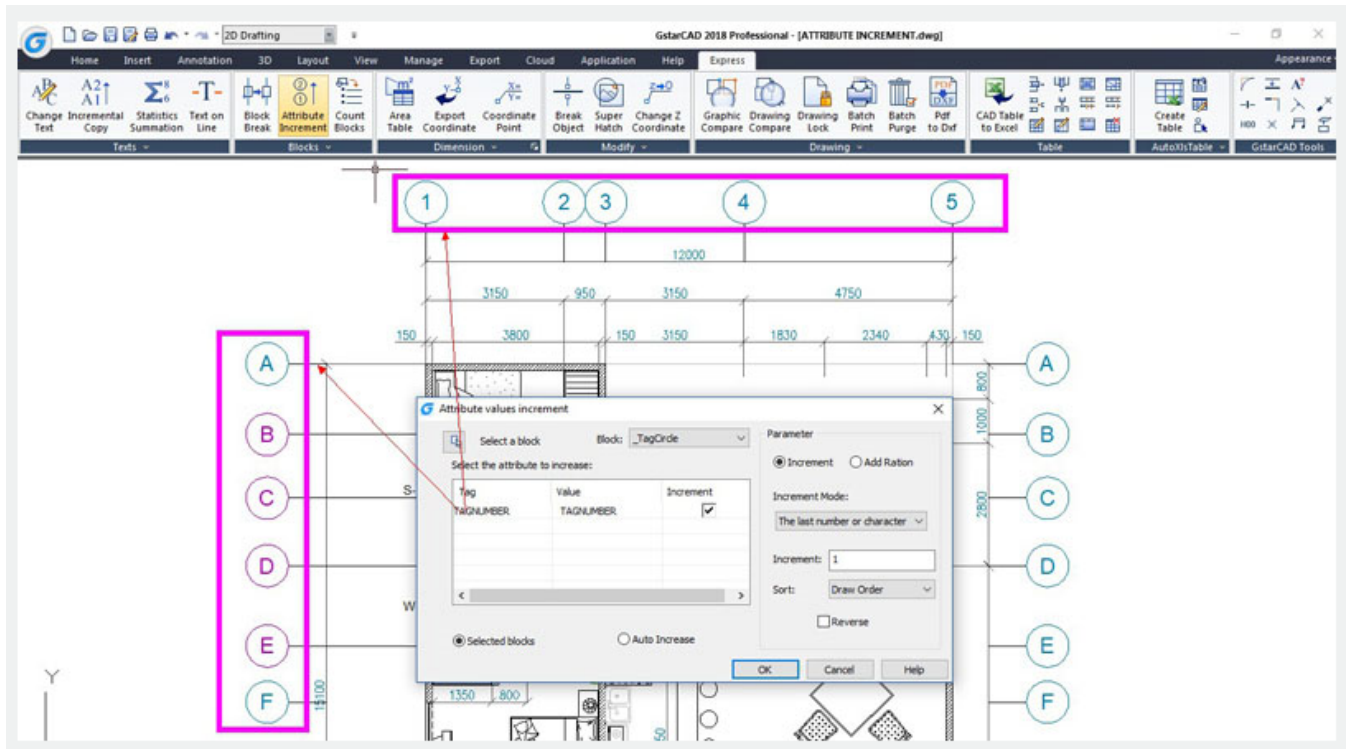 2D Drafting
GstarCAD 2018 Professional - [ATTRIBUTE INCREMENT.dwg]
Home Insert Annotation 3D Layout View Manage Export Cloud Application Help Express Appearance
Change Text
Incremental Copy
Statistics Summation
Text on Line
Block Break
Attribute Increment
Count Blocks
Area Table
Export Coordinate
Coordinate Point
Break Object
Super Hatch
Change Z Coordinate
Graphic Compare
Drawing Compare
Drawing Lock
Batch Print
Batch Purge
Pdf to Dxf
CAD Table to Excel
Create Table
Texts Blocks Dimension Modify Drawing Table AutoXlsTable GstarCAD Tools
1 2 3 4 5
12000
3150 950 3150 4750
150 3800 150 3150 1830 2340 430 150
A A
800
B B
1000
C C
2800
D D
E E
F F
15100
S-
W
Y
Attribute values increment
Select a block Block: _TagCircle
Select the attribute to increase:
Tag Value Increment
TAGNUMBER TAGNUMBER
Selected blocks Auto Increase
Parameter
Increment Add Ration
Increment Mode:
The last number or character
Increment: 1
Sort: Draw Order
Reverse
OK Cancel Help
1350 800